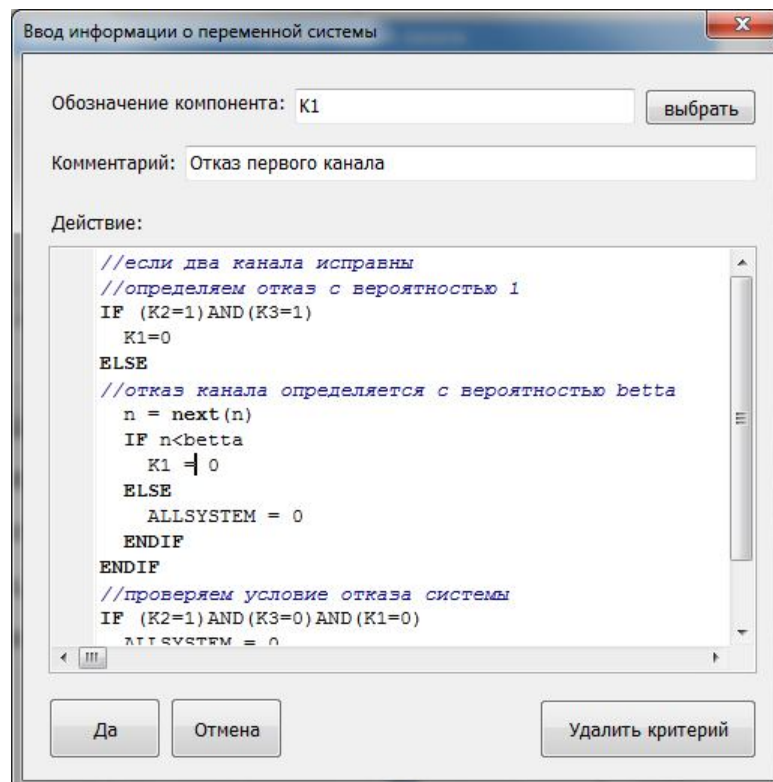 Ввод информации о переменной системы
Обозначение компонента: K1 выбрать
Комментарий: Отказ первого канала
Действие:
//если два канала исправны
//определяем отказ с вероятностью 1
IF (K2=1)AND(K3=1)
K1=0
ELSE
//отказ канала определяется с вероятностью betta
n = next(n)
IF n<betta
K1 = 0
ELSE
ALLSYSTEM = 0
ENDIF
ENDIF
//проверяем условие отказа системы
IF (K2=1)AND(K3=0)AND(K1=0)
ALLSYSTEM = 0
Да Отмена Удалить критерий